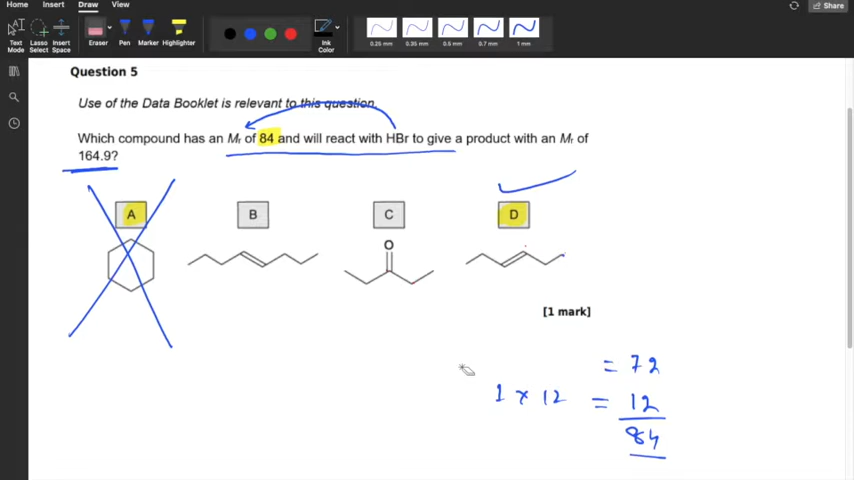 Home Insert Draw View Share
Text Mode Lasso Select Insert Space Eraser Pen Marker Highlighter Ink Color 0.25 mm 0.35 mm 0.5 mm 0.7 mm 1 mm
Question 5
Use of the Data Booklet is relevant to this question.
Which compound has an Mr of 84 and will react with HBr to give a product with an Mr of
164.9?
A B C D
O
[1 mark]
= 72
1 x 12 = 12
84